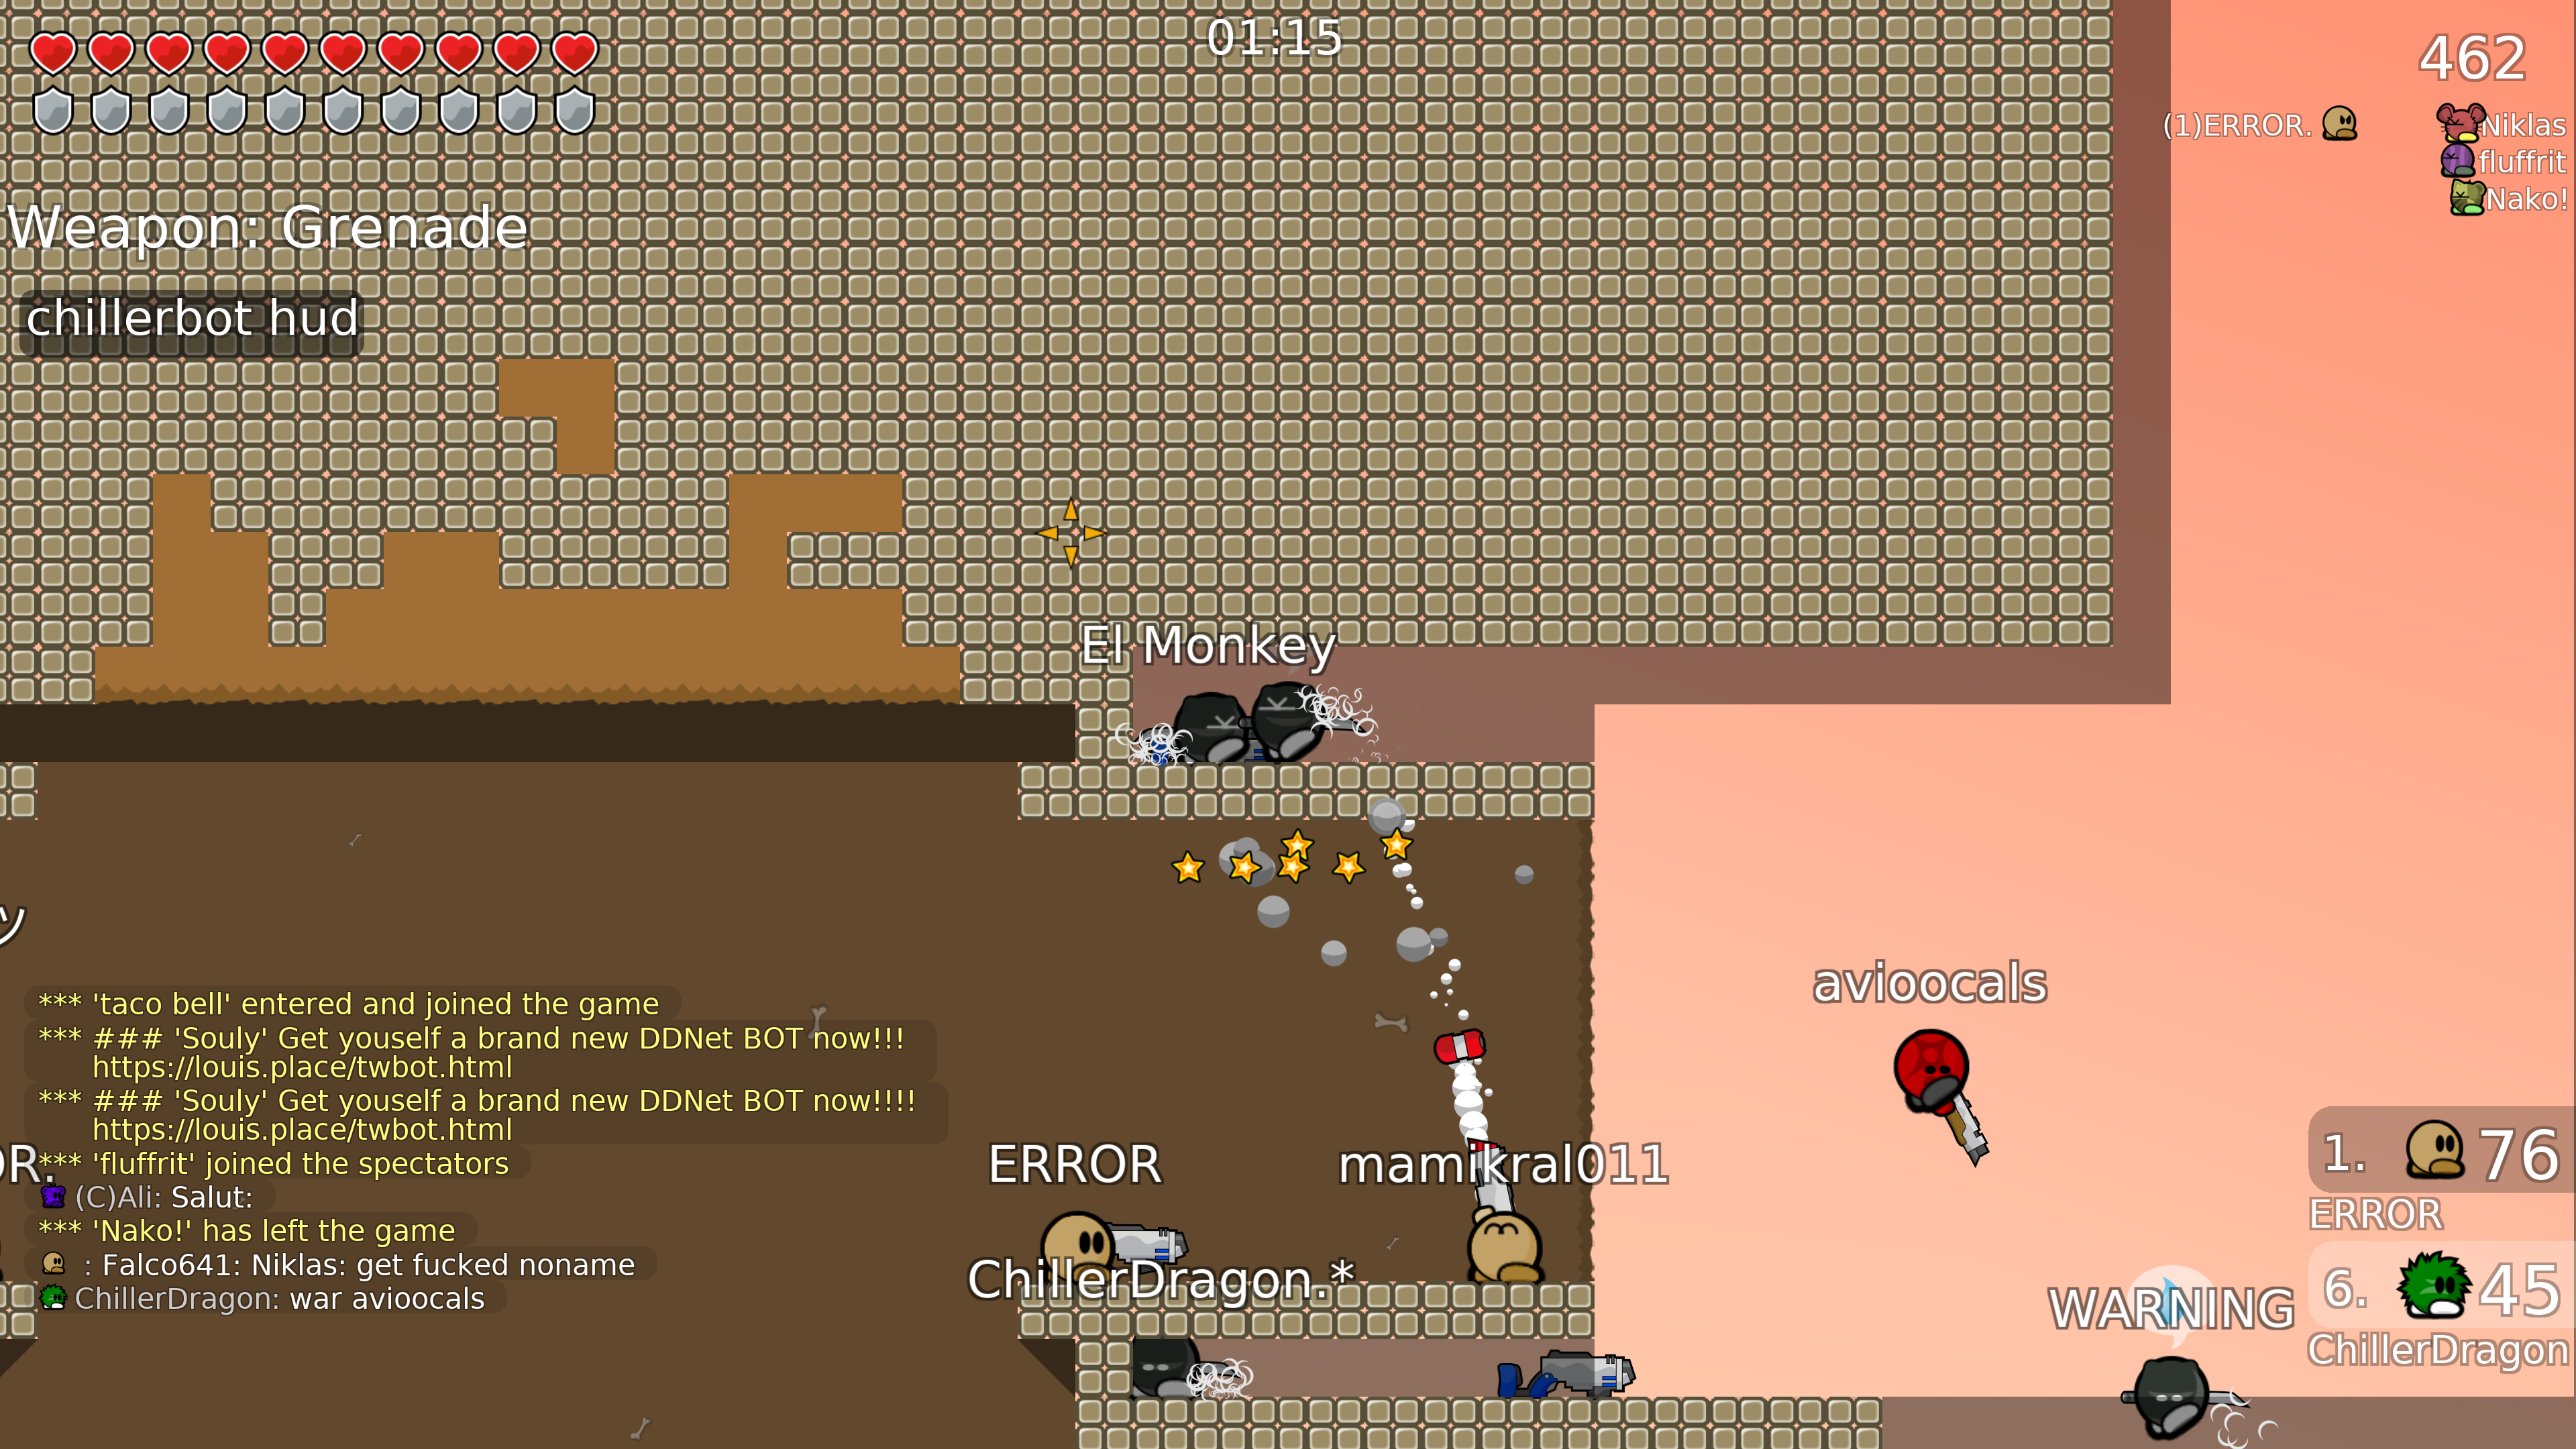 01:15
462
(1)ERROR.
Niklas
fluffrit
Nako!
Weapon: Grenade
chillerbot hud
El Monkey
ツ
avioocals
*** 'taco bell' entered and joined the game
*** ### 'Souly' Get youself a brand new DDNet BOT now!!!
https://louis.place/twbot.html
*** ### 'Souly' Get youself a brand new DDNet BOT now!!!!
https://louis.place/twbot.html
*** 'fluffrit' joined the spectators
(C)Ali: Salut:
*** 'Nako!' has left the game
: Falco641: Niklas: get fucked noname
ChillerDragon: war avioocals
OR.
ERROR
mamikral011
ChillerDragon.*
WARNING
1. 76
ERROR
6. 45
ChillerDragon